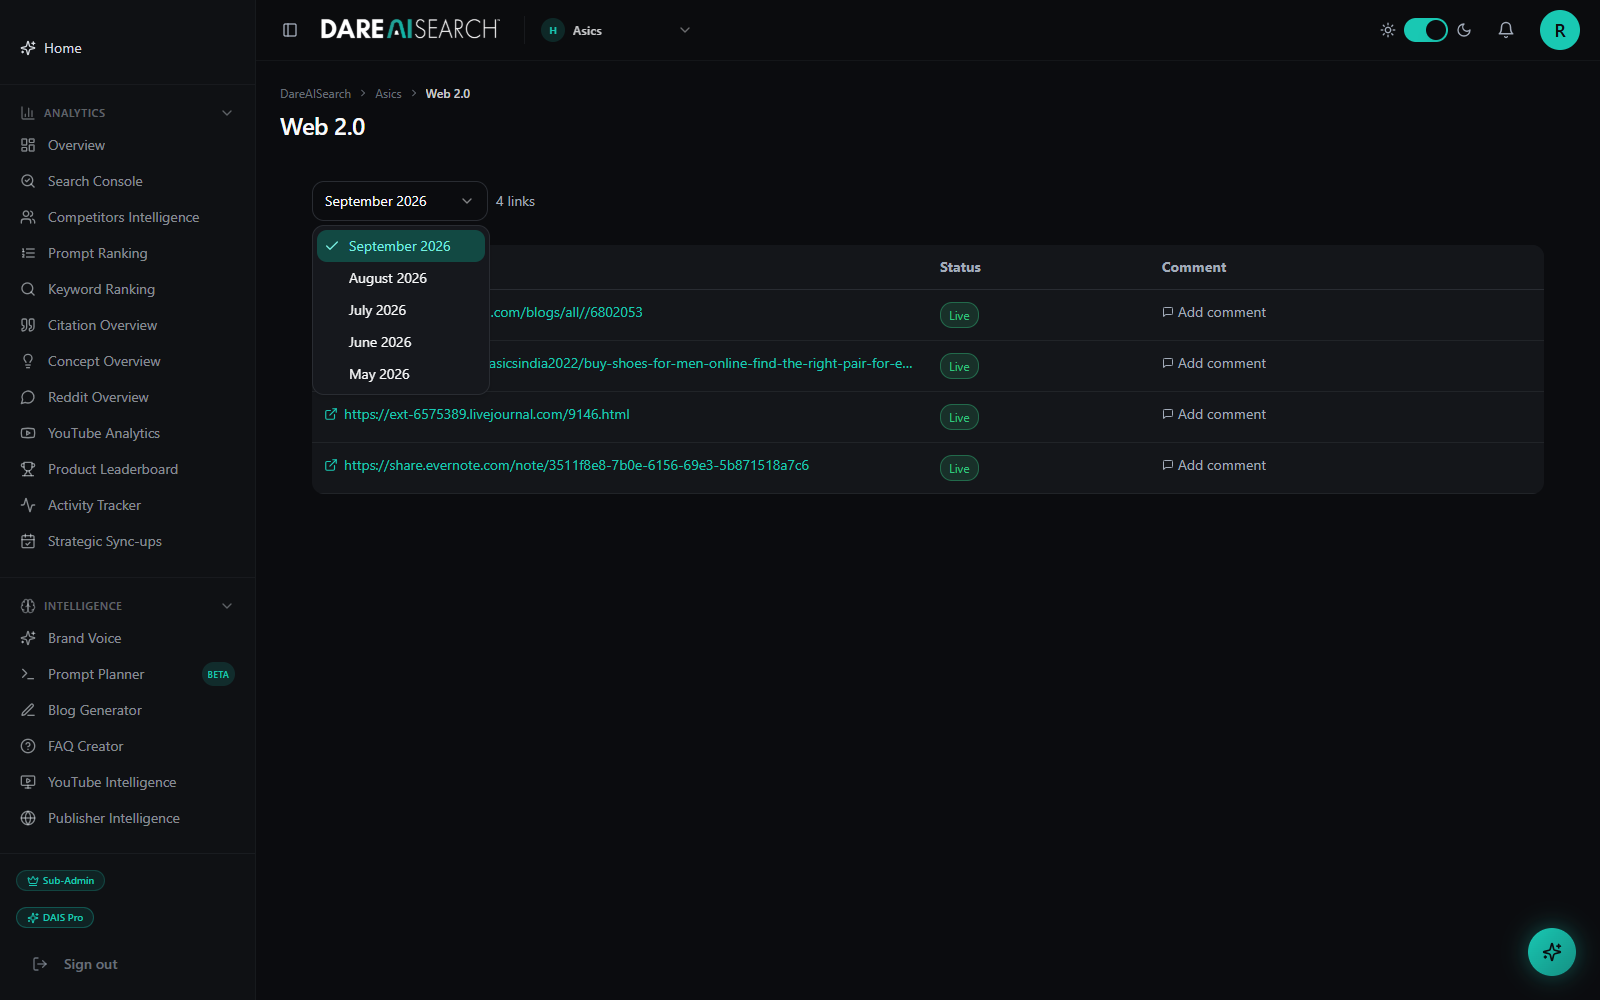 Home
ANALYTICS
Overview
Search Console
Competitors Intelligence
Prompt Ranking
Keyword Ranking
Citation Overview
Concept Overview
Reddit Overview
YouTube Analytics
Product Leaderboard
Activity Tracker
Strategic Sync-ups
INTELLIGENCE
Brand Voice
Prompt Planner BETA
Blog Generator
FAQ Creator
YouTube Intelligence
Publisher Intelligence
Sub-Admin
DAIS Pro
Sign out
DARE AI SEARCH
H Asics
R
DareAISearch > Asics > Web 2.0
Web 2.0
September 2026 4 links
September 2026
August 2026
July 2026
June 2026
May 2026
Status Comment
.com/blogs/all//6802053 Live Add comment
asicsindia2022/buy-shoes-for-men-online-find-the-right-pair-for-e... Live Add comment
https://ext-6575389.livejournal.com/9146.html Live Add comment
https://share.evernote.com/note/3511f8e8-7b0e-6156-69e3-5b871518a7c6 Live Add comment